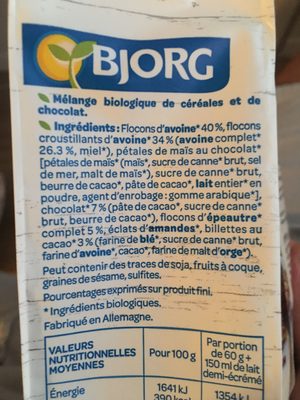 BJORG
Mélange biologique de céréales et de
chocolat.
Ingrédients: Flocons d'avoine* 40%, flocons
croustillants d'avoine* 34% (avoine complet*
26.3 %, miel*), pétales de maïs au chocolat*
[pétales de maïs* (maïs*, sucre de canne* brut, sel
de mer, malt de maïs*), sucre de canne* brut,
beurre de cacao*, pâte de cacao*, lait entier* en
poudre, agent d'enrobage : gomme arabique*],
chocolat* 7% (pâte de cacao*, sucre de canne*
brut, beurre de cacao*), flocons d'épeautre*
complet 5 %, éclats d'amandes*, billettes au
cacao* 3% (farine de blé*, sucre de canne* brut,
farine d'avoine*, cacao*, farine de malt d'orge*).
Peut contenir des traces de soja, fruits à coque,
graines de sésame, sulfites.
Pourcentages exprimés sur produit fini.
* Ingrédients biologiques.
Fabriqué en Allemagne.
VALEURS
NUTRITIONNELLES
MOYENNES
Pour 100 g
Par portion
de 60 g +
150 ml de lait
demi-écrémé
Énergie
1641 kJ
1354 kJ
390 kcal